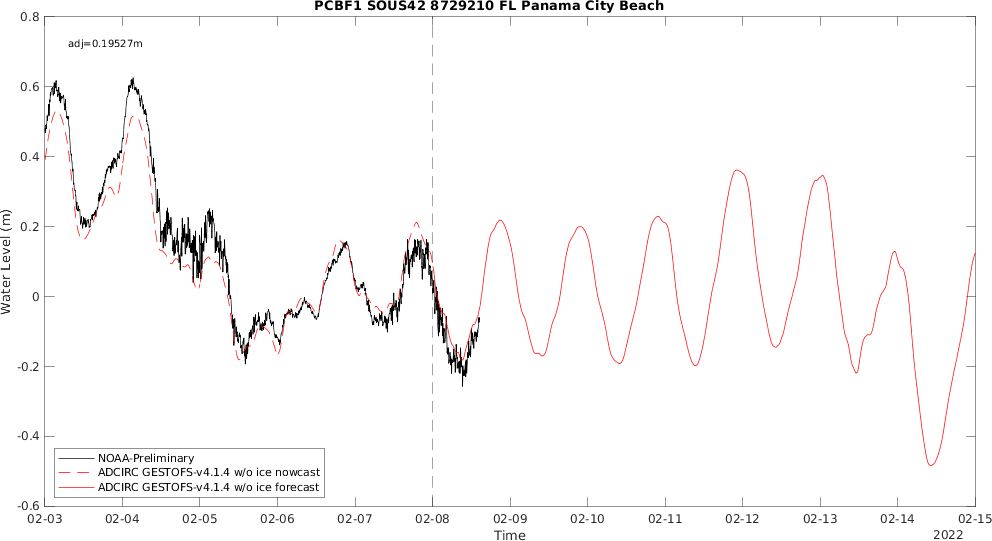 PCBF1 SOUS42 8729210 FL Panama City Beach
adj=0.19527m
0.8
0.6
0.4
0.2
0
-0.2
-0.4
-0.6
Water Level (m)
NOAA-Preliminary
ADCIRC GESTOFS-v4.1.4 w/o ice nowcast
ADCIRC GESTOFS-v4.1.4 w/o ice forecast
02-03 02-04 02-05 02-06 02-07 02-08 02-09 02-10 02-11 02-12 02-13 02-14 02-15
Time
2022